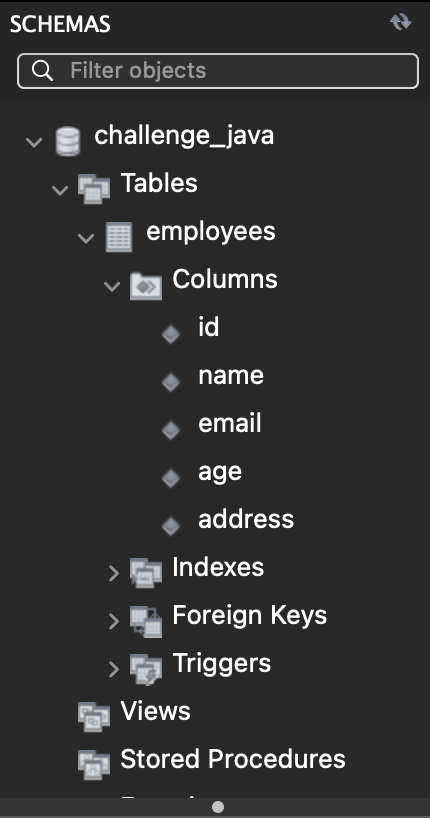 SCHEMAS
Filter objects
challenge_java
Tables
employees
Columns
id
name
email
age
address
Indexes
Foreign Keys
Triggers
Views
Stored Procedures